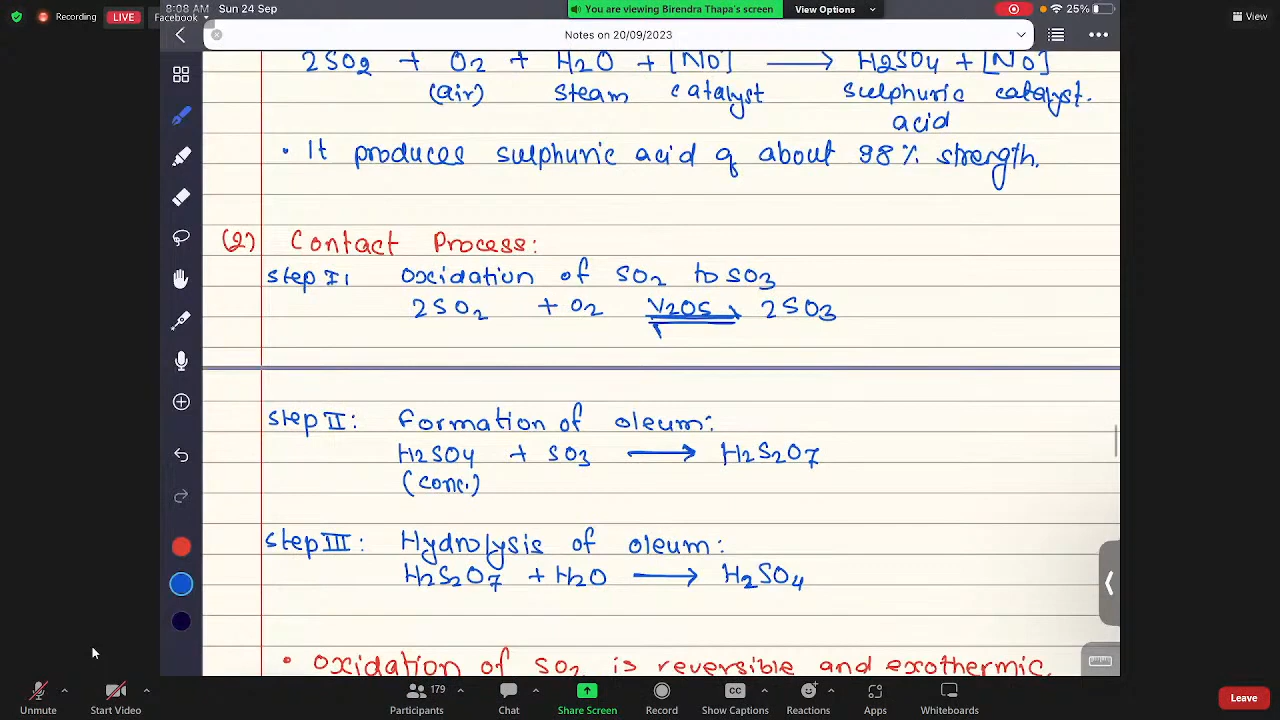 8:08 AM Sun 24 Sep
Recording
LIVE
Facebook
You are viewing Birendra Thapa's screen
View Options
25%
View
Notes on 20/09/2023
2SO2 + O2 + H2O + [NO] ⟶ H2SO4 + [NO]
(air) steam catalyst sulphuric catalyst.
acid
• It produces sulphuric acid of about 98% strength.
(2) Contact Process:
Step I, Oxidation of SO2 to SO3
2SO2 + O2 V2O5 ⇌ 2SO3
Step II: Formation of oleum:
H2SO4 + SO3 ⟶ H2S2O7
(conc.)
Step III: Hydrolysis of oleum:
H2S2O7 + H2O ⟶ H2SO4
• Oxidation of SO2 is reversible and exothermic.
Unmute
Start Video
179
Participants
Chat
Share Screen
Record
CC
Show Captions
Reactions
Apps
Whiteboards
Leave